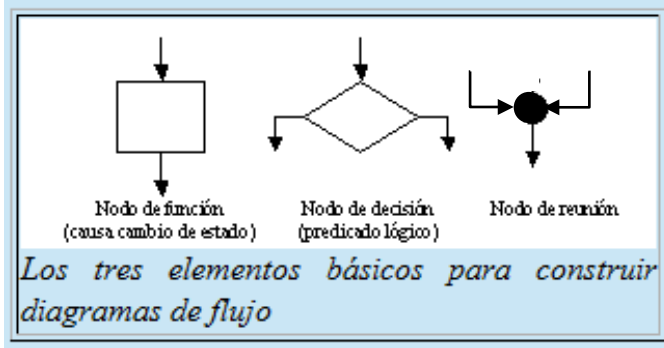 Nodo de función
(causa cambio de estado)
Nodo de decisión
(predicado lógico)
Nodo de reunión
Los tres elementos básicos para construir
diagramas de flujo